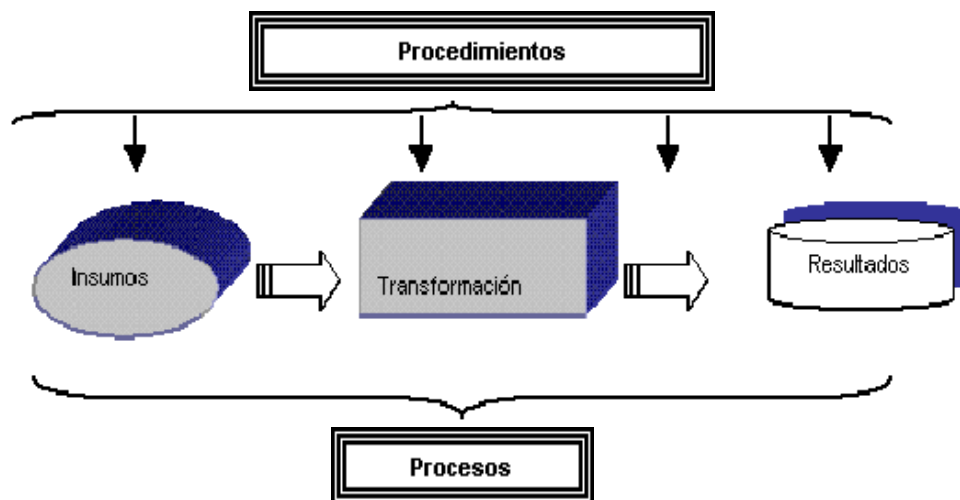 Procedimientos
Insumos
Transformación
Resultados
Procesos